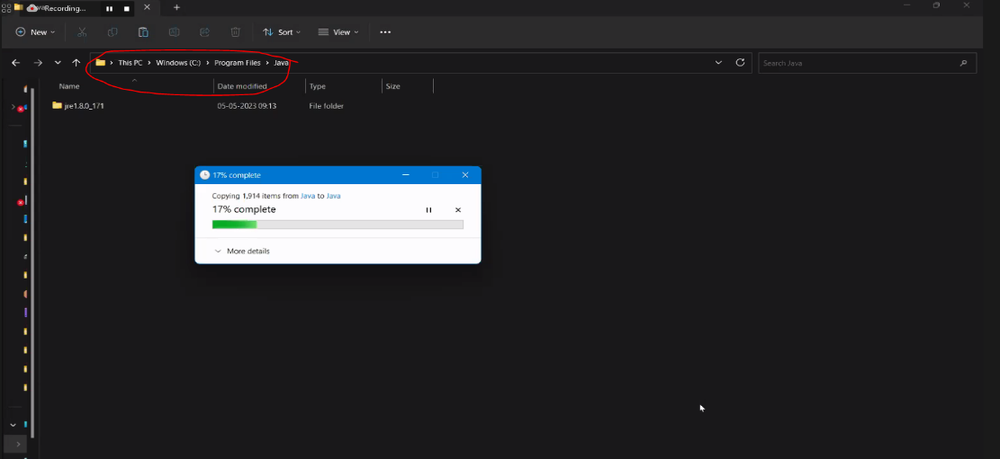 Recording...
New Sort View
This PC Windows (C:) Program Files Java
Search Java
Name Date modified Type Size
jre1.8.0_171 05-05-2023 09:13 File folder
17% complete
Copying 1,914 items from Java to Java
17% complete
More details